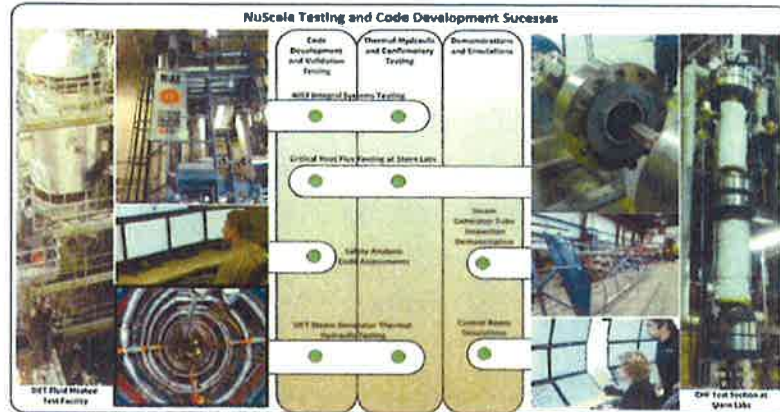 NuScale Testing and Code Development Sucesses
Code
Development
and Validation
Testing
Thermal Hydraulic
and Confirmatory
Testing
Demonstrations
and Simulations
NIST Integral Systems Testing
Critical Heat Flux Testing at Stern Labs
Steam
Generator Tube
Inspection
Demonstration
Safety Analysis
Code Assessments
SIET Steam Generator Thermal
Hydraulic Testing
Control Room
Simulations
SIET Fluid Heated
Test Facility
CHF Test Section at
Stern Labs